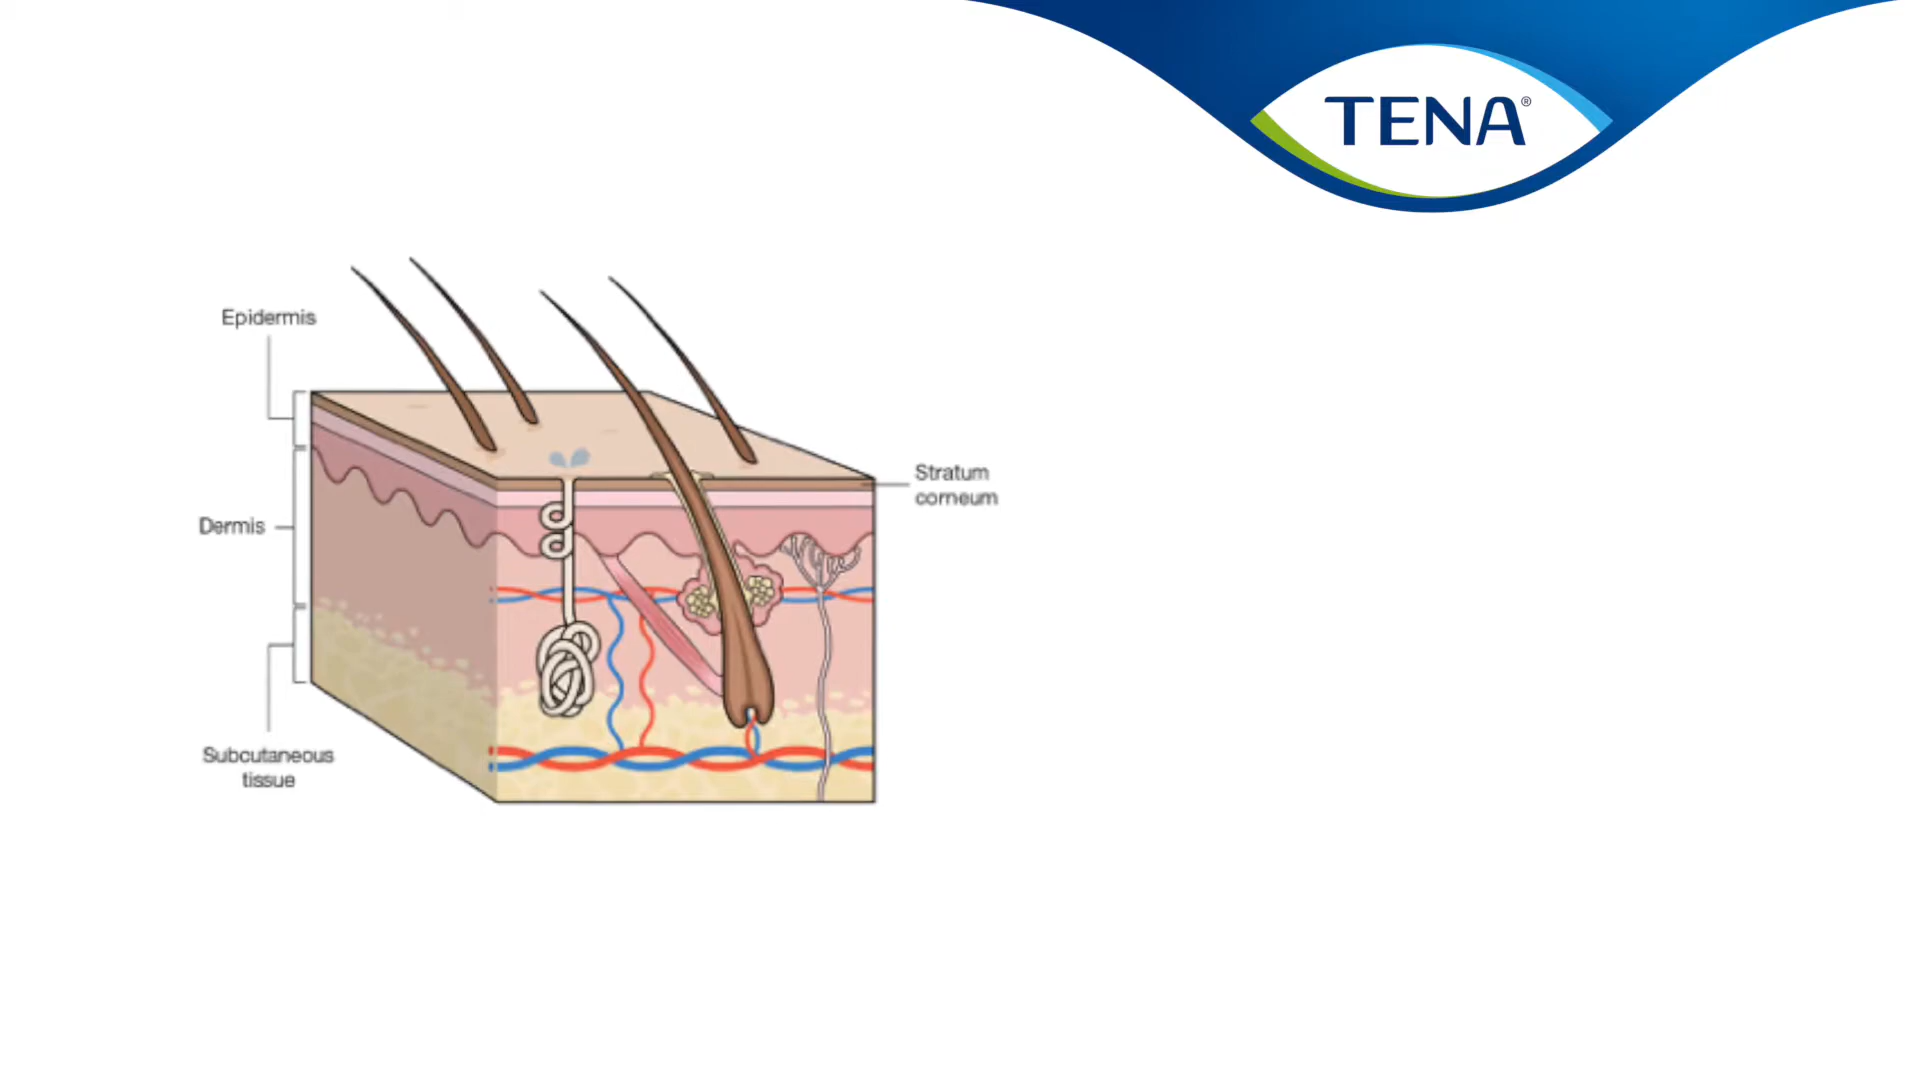 TENA®
Epidermis
Stratum
corneum
Dermis
Subcutaneous
tissue